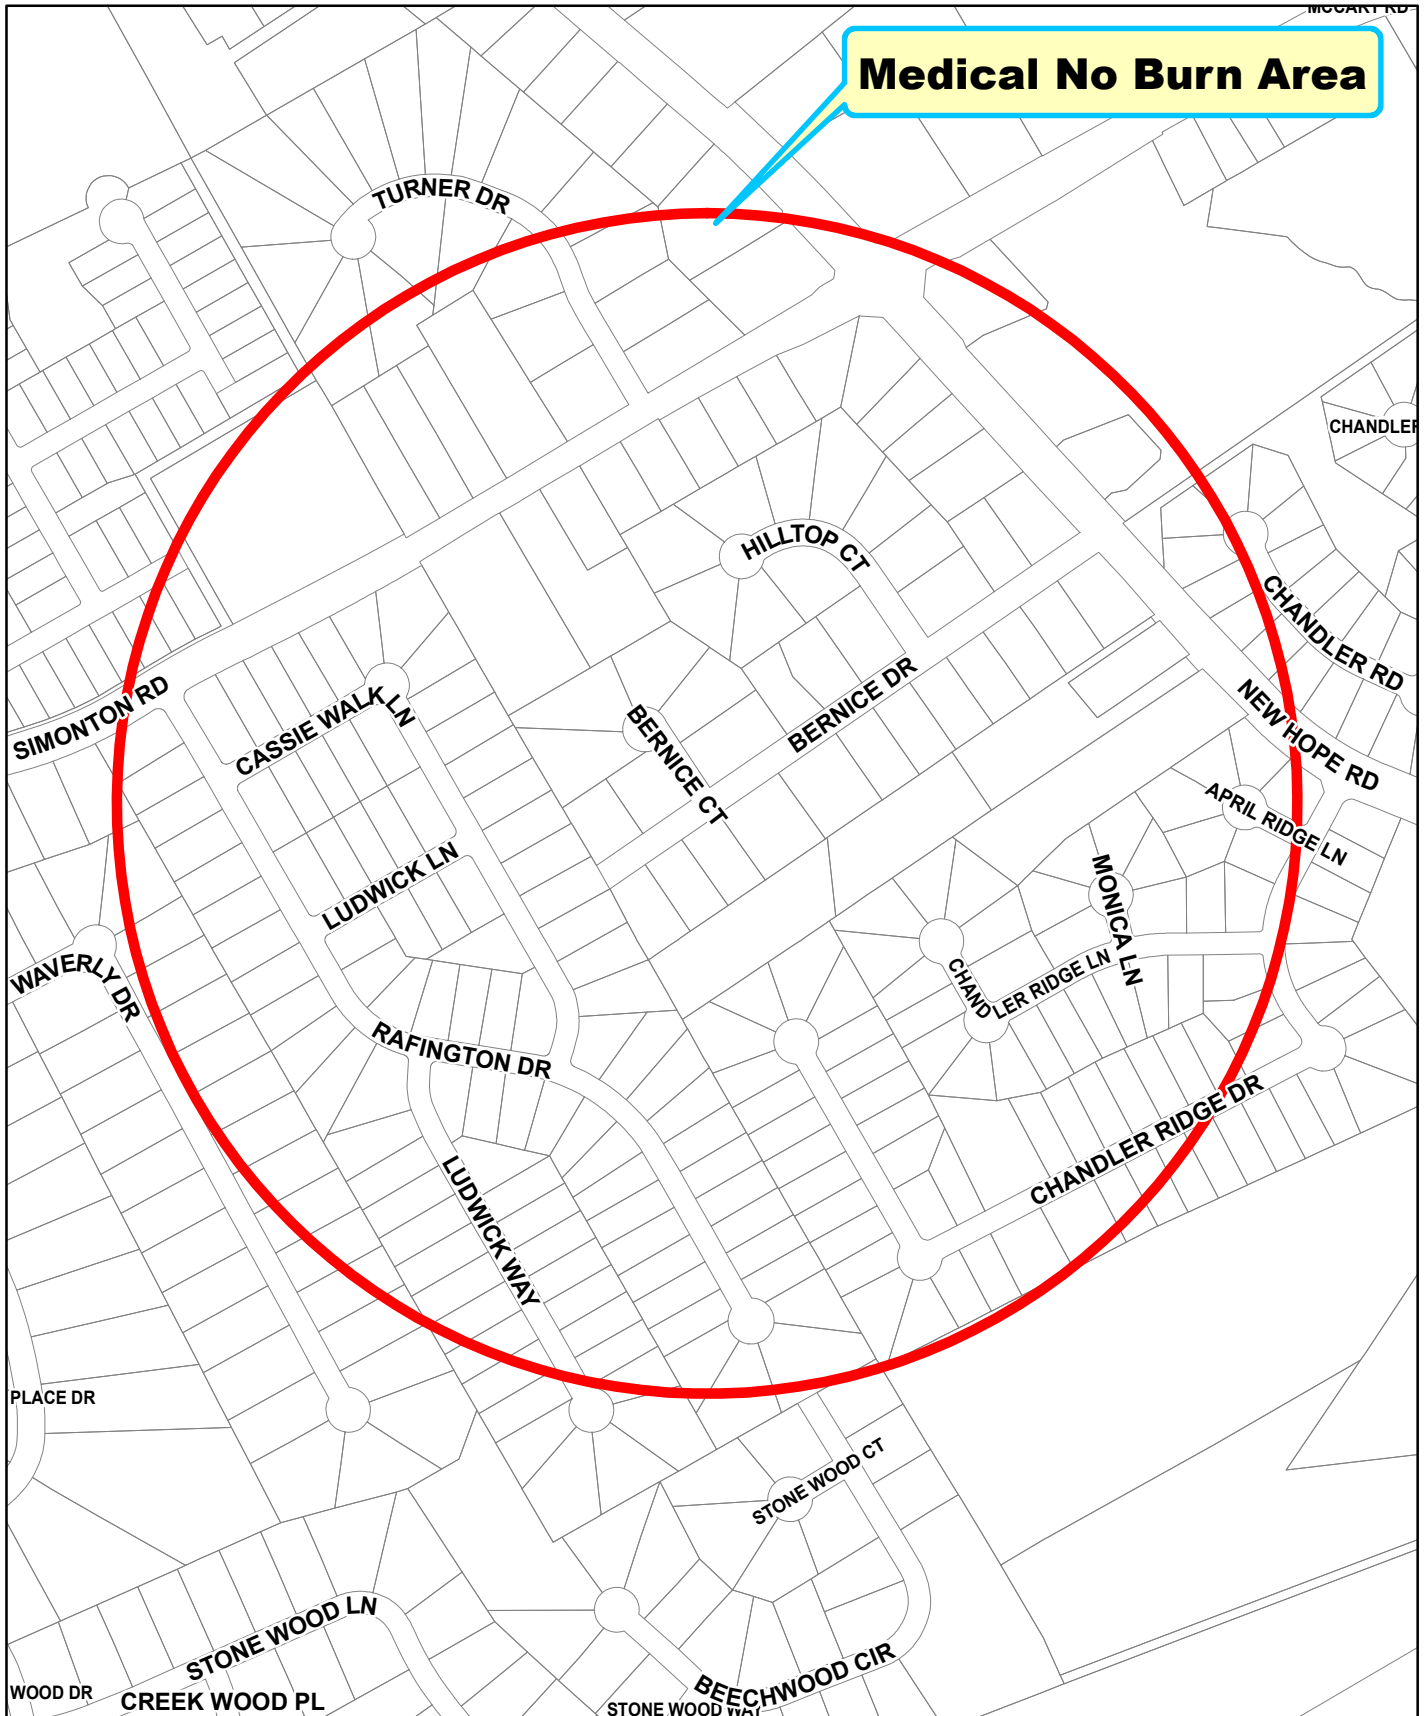 MCCART RD
Medical No Burn Area
TURNER DR
CHANDLER
HILLTOP CT
CHANDLER RD
SIMONTON RD
CASSIE WALK LN
BERNICE DR
BERNICE CT
NEW HOPE RD
APRIL RIDGE LN
LUDWICK LN
MONICA LN
WAVERLY DR
CHANDLER RIDGE LN
RAFINGTON DR
CHANDLER RIDGE DR
LUDWICK WAY
PLACE DR
STONE WOOD CT
STONE WOOD LN
BEECHWOOD CIR
WOOD DR
CREEK WOOD PL
STONE WOOD WAY